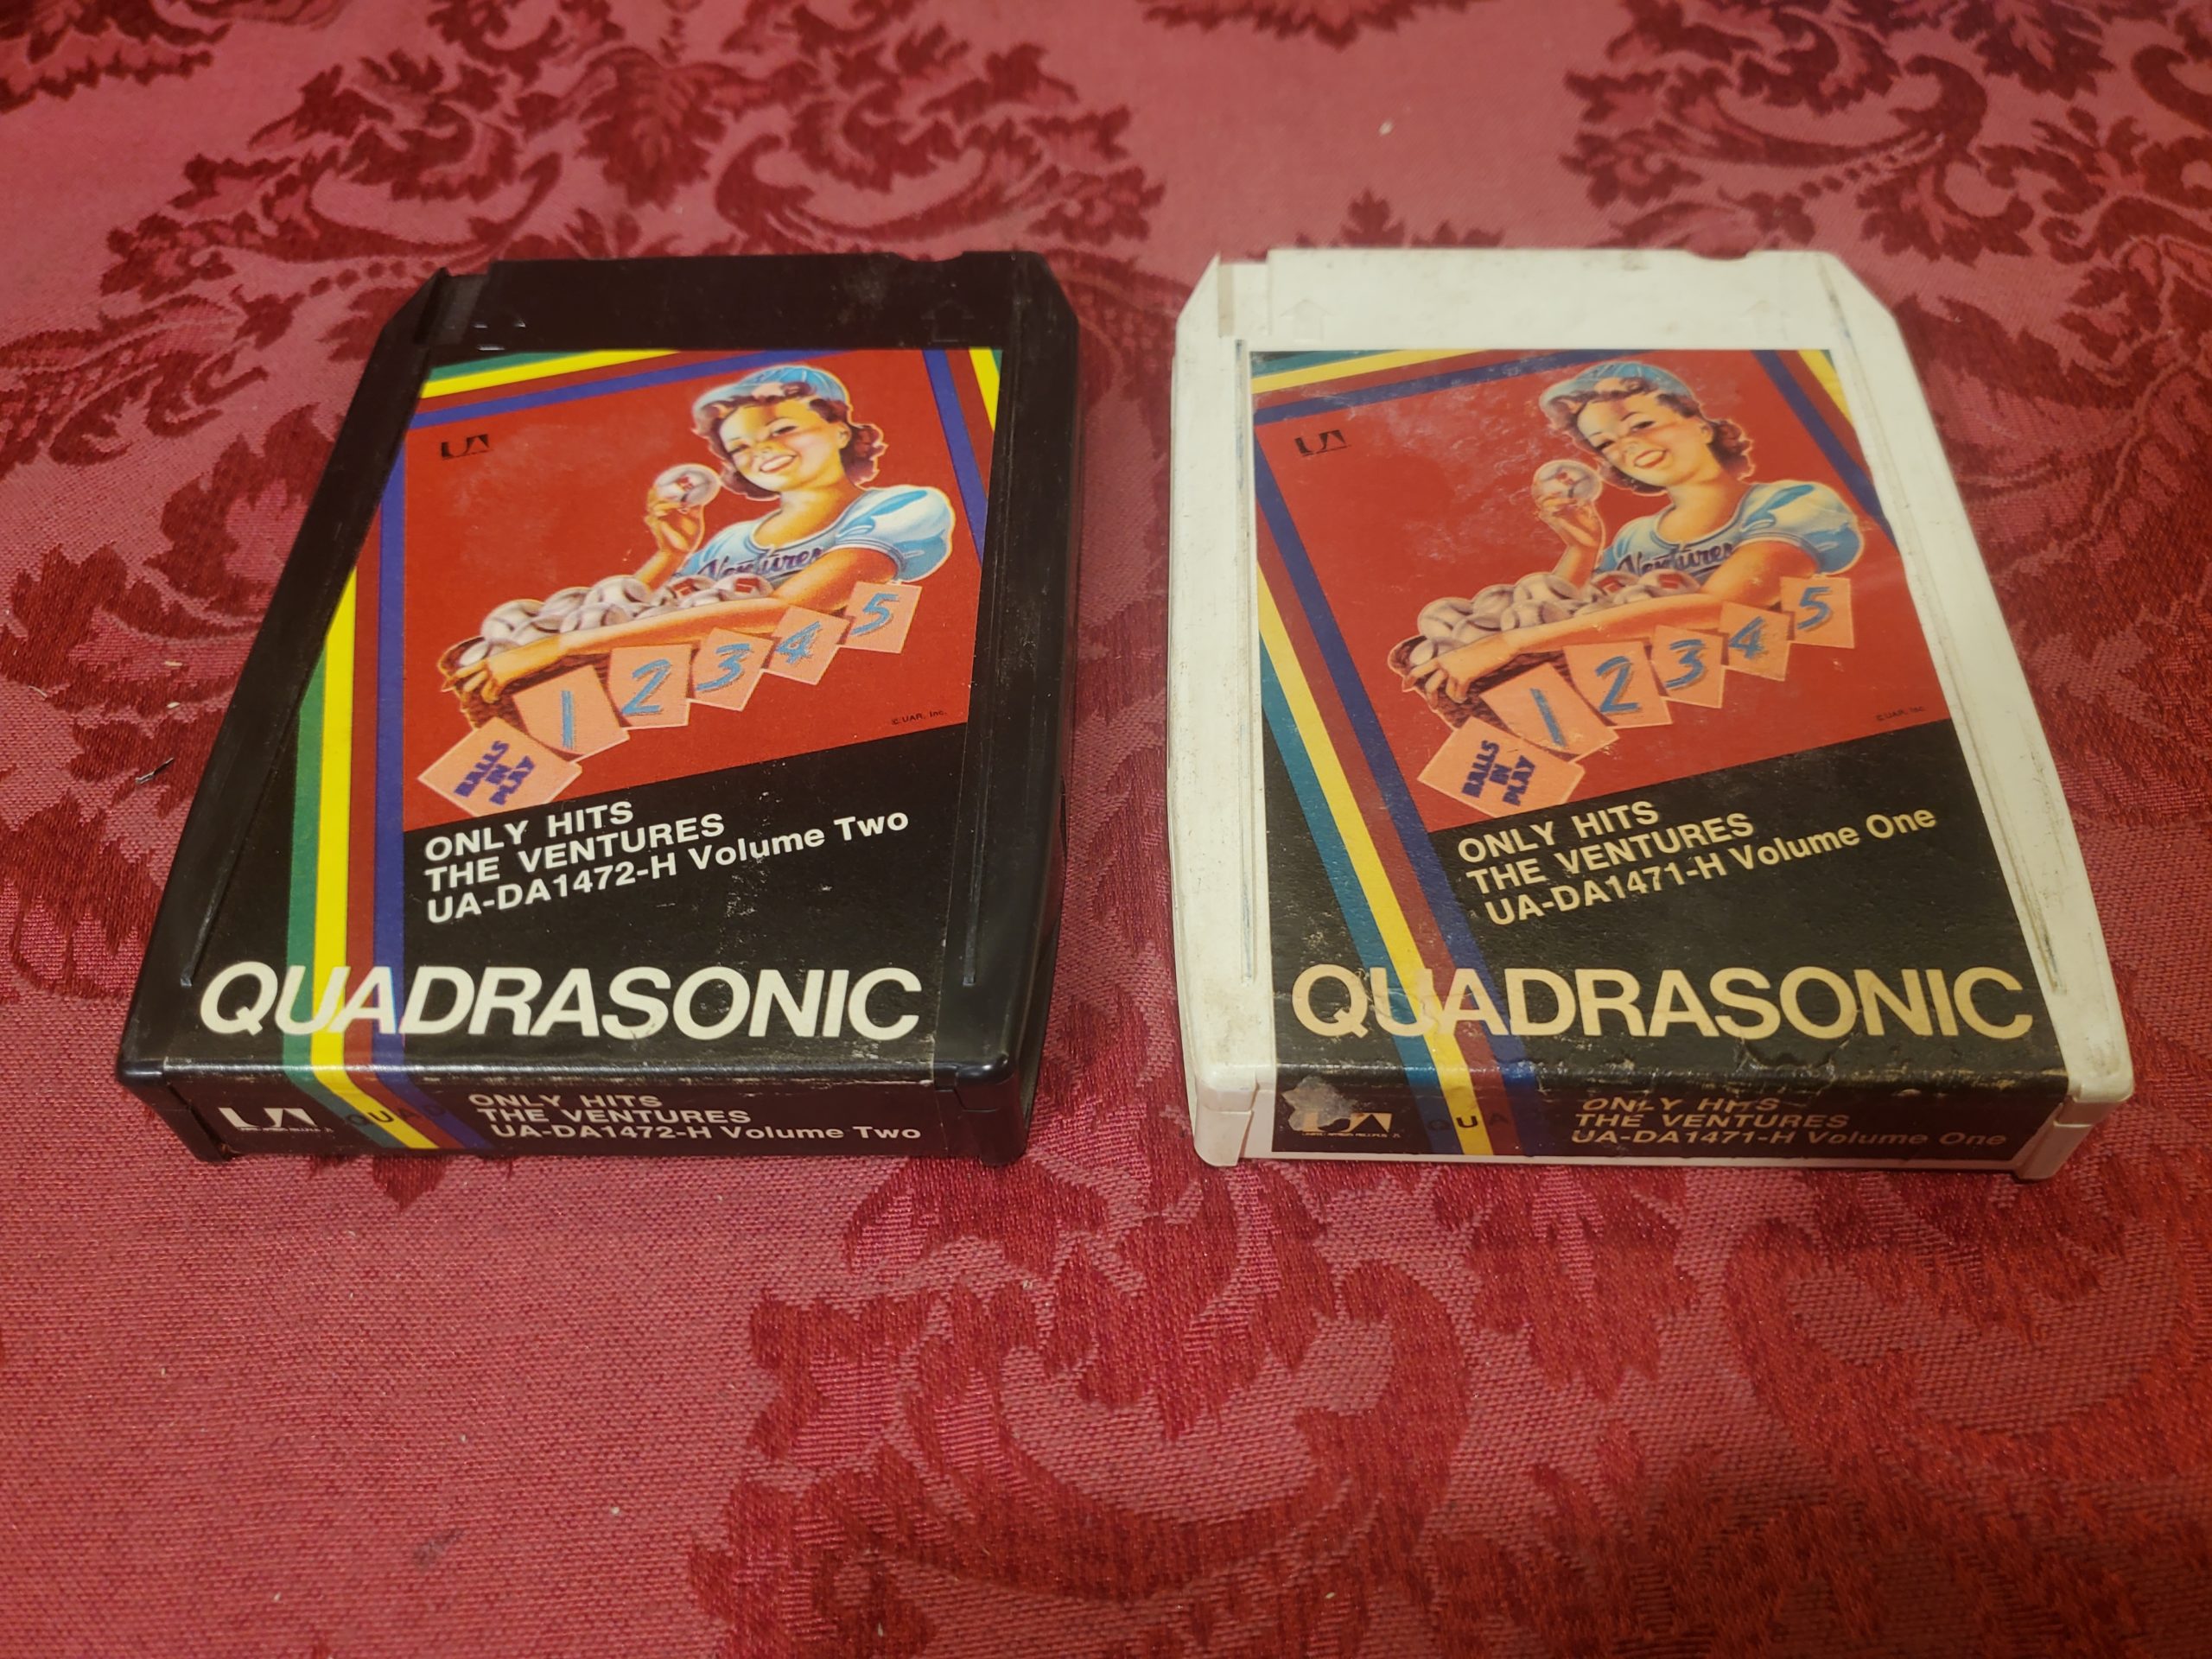 UA
Ventures
1 2 3 4 5
BALLS
IN
PLAY
© UAR, Inc.
ONLY HITS
THE VENTURES
UA-DA1472-H Volume Two
QUADRASONIC
UA
QUAD
ONLY HITS
THE VENTURES
UA-DA1472-H Volume Two
UA
Ventures
1 2 3 4 5
BALLS
IN
PLAY
© UAR, Inc.
ONLY HITS
THE VENTURES
UA-DA1471-H Volume One
QUADRASONIC
UA
QUA
ONLY HITS
THE VENTURES
UA-DA1471-H Volume One